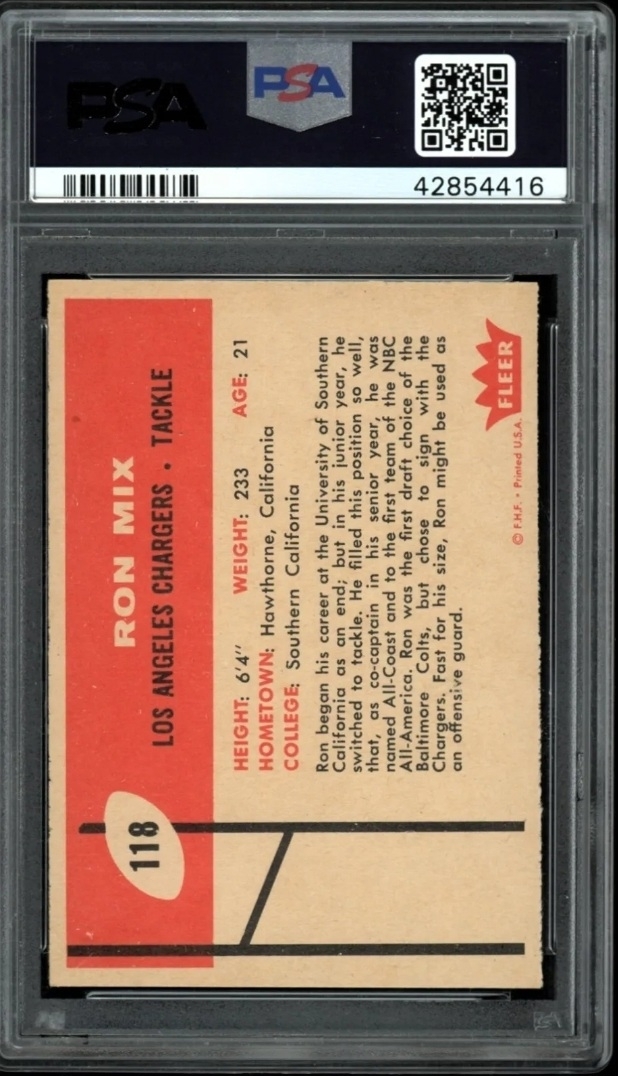 PSA
PSA
42854416
118
RON MIX
LOS ANGELES CHARGERS • TACKLE
HEIGHT: 6'4" WEIGHT: 233 AGE: 21
HOMETOWN: Hawthorne, California
COLLEGE: Southern California
Ron began his career at the University of Southern
California as an end; but in his junior year, he
switched to tackle. He filled this position so well,
that, as co-captain in his senior year, he was
named All-Coast and to the first team of the NBC
All-America. Ron was the first draft choice of the
Baltimore Colts, but chose to sign with the
Chargers. Fast for his size, Ron might be used as
an offensive guard.
© F.H.F. • Printed U.S.A.
FLEER